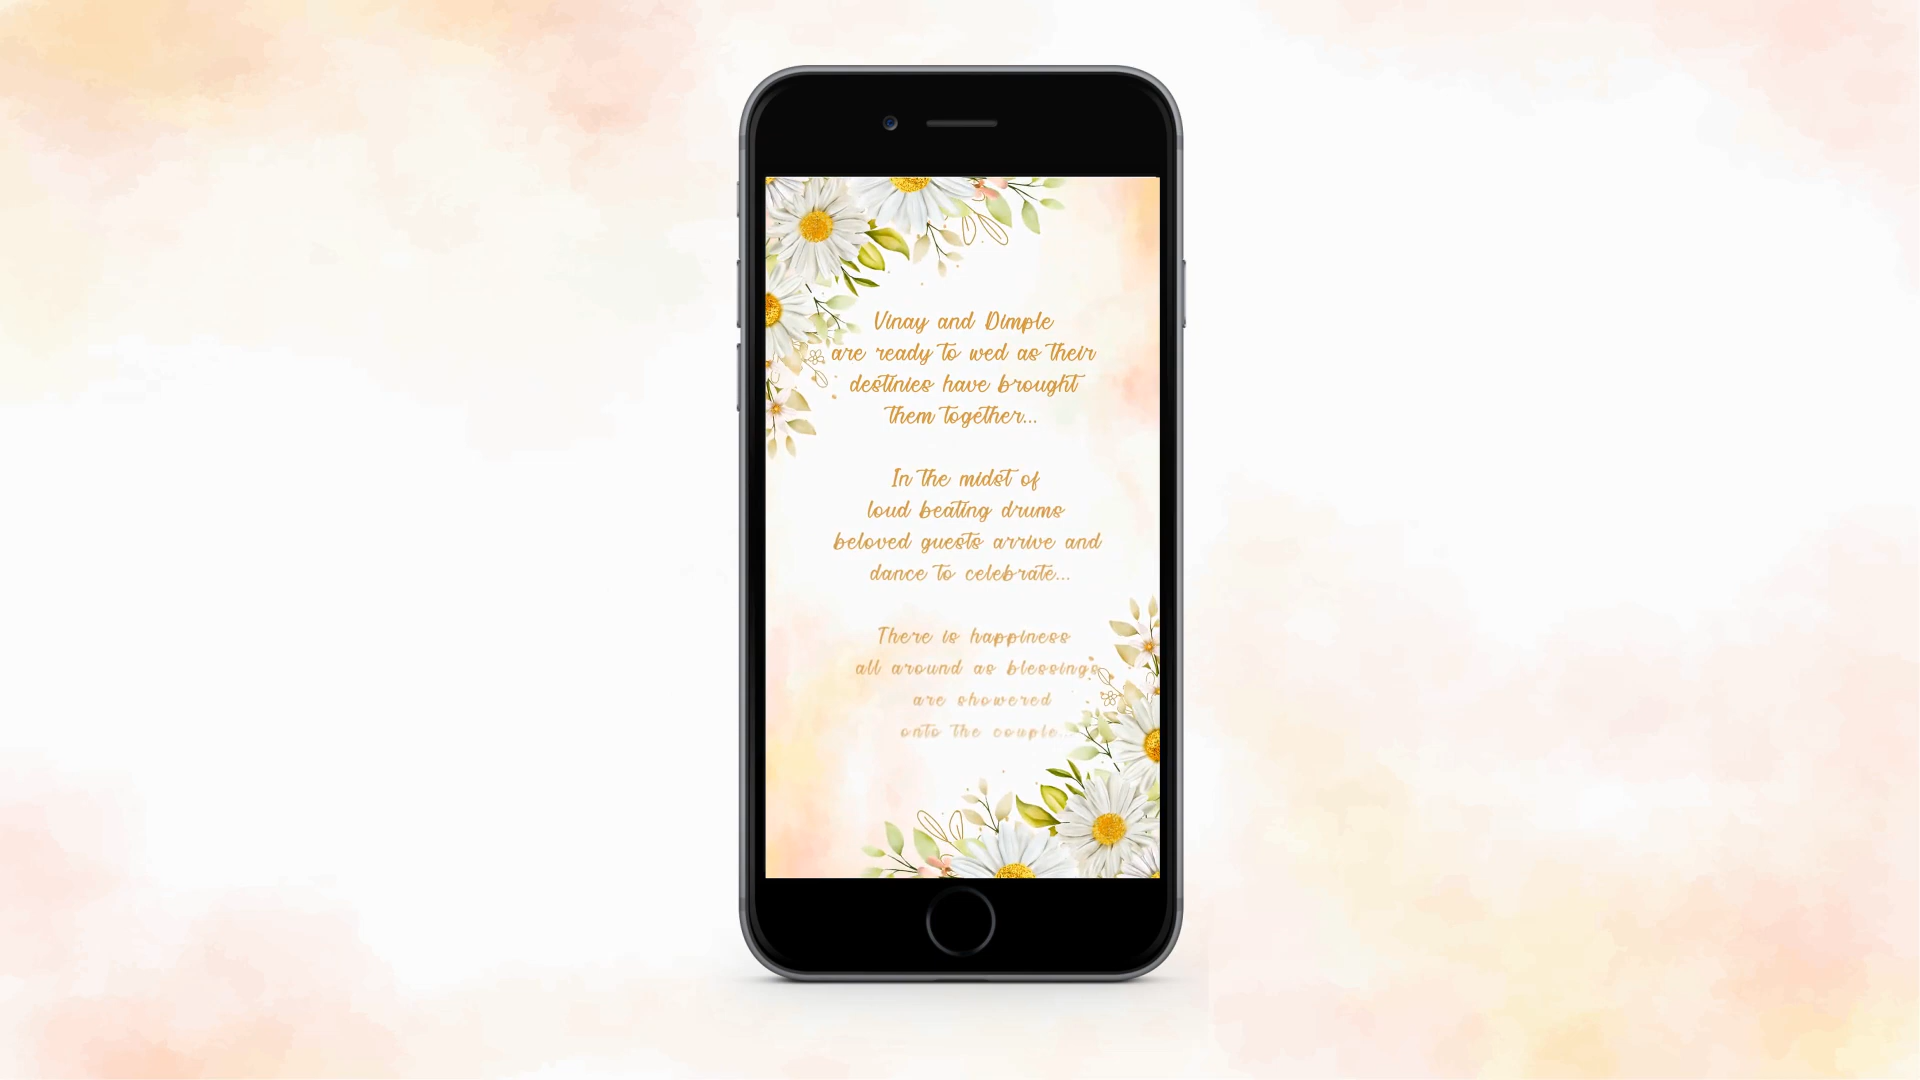 Vinay and Dimple
are ready to wed as their
destinies have brought
them together...
In the midst of
loud beating drums
beloved guests arrive and
dance to celebrate...
There is happiness
all around as blessings
are showered
onto the couple...